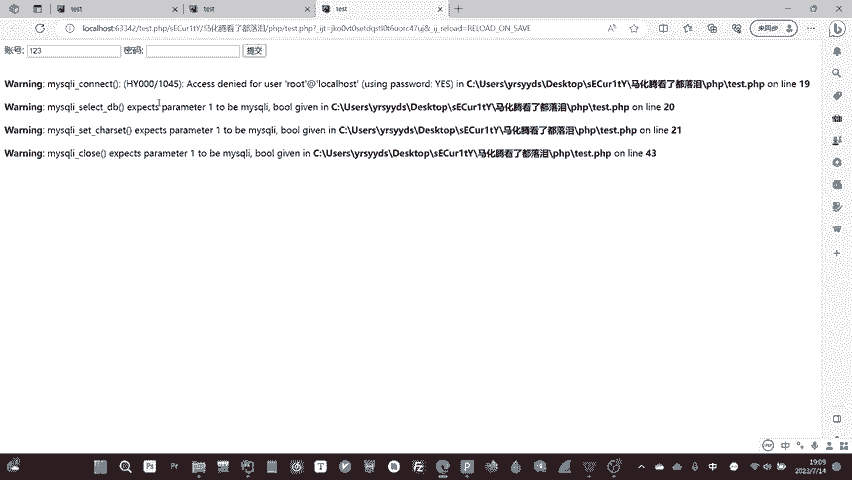 test
test
test
localhost:63342/test.php/sECur1tY/马化腾看了都落泪/php/test.php?_ijt=jko0vt0setdqstl0t6uorc47uj&_ij_reload=RELOAD_ON_SAVE
未同步
账号: 123 密码: 提交
Warning: mysqli_connect(): (HY000/1045): Access denied for user 'root'@'localhost' (using password: YES) in C:\Users\yrsyyds\Desktop\sECur1tY\马化腾看了都落泪\php\test.php on line 19
Warning: mysqli_select_db() expects parameter 1 to be mysqli, bool given in C:\Users\yrsyyds\Desktop\sECur1tY\马化腾看了都落泪\php\test.php on line 20
Warning: mysqli_set_charset() expects parameter 1 to be mysqli, bool given in C:\Users\yrsyyds\Desktop\sECur1tY\马化腾看了都落泪\php\test.php on line 21
Warning: mysqli_close() expects parameter 1 to be mysqli, bool given in C:\Users\yrsyyds\Desktop\sECur1tY\马化腾看了都落泪\php\test.php on line 43
中
中
19:09
2023/7/14